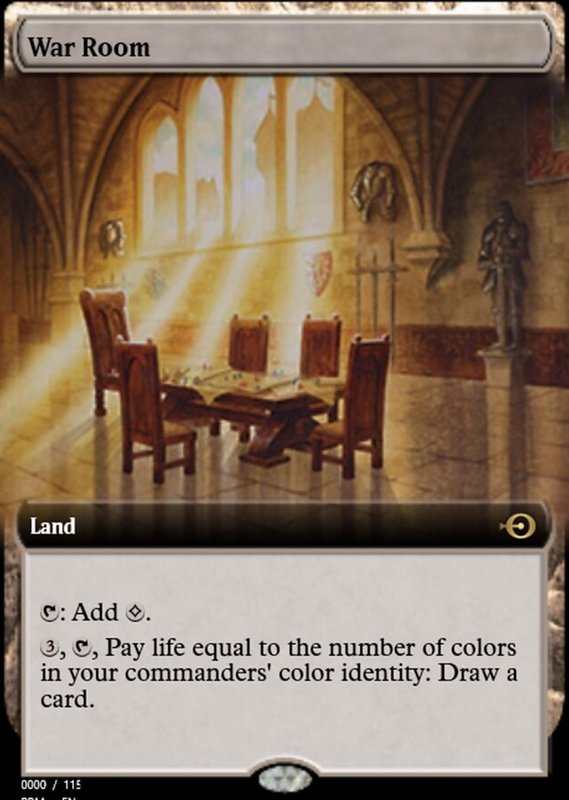 War Room
Land
: Add .
3, , Pay life equal to the number of colors
in your commanders' color identity: Draw a
card.
0000 / 115